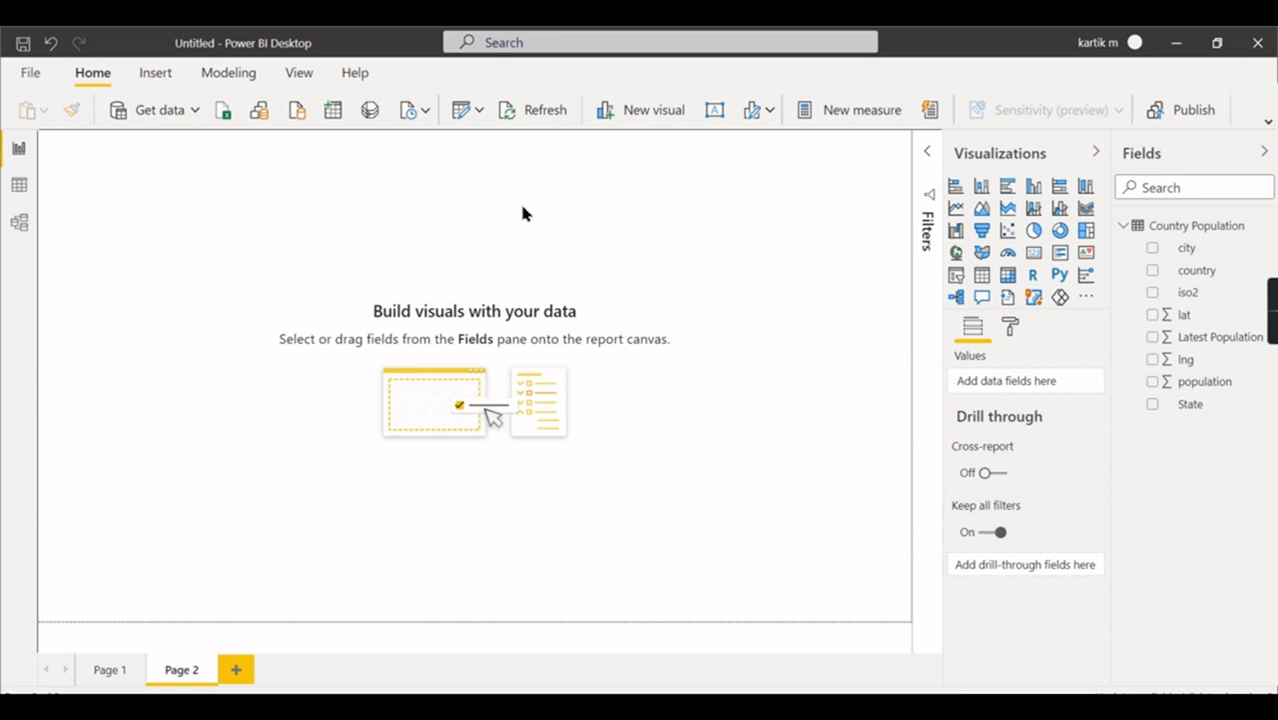 Untitled - Power BI Desktop
Search
kartik m
File
Home
Insert
Modeling
View
Help
Get data
Refresh
New visual
New measure
Sensitivity (preview)
Publish
Build visuals with your data
Select or drag fields from the Fields pane onto the report canvas.
Filters
Visualizations
R
Py
Values
Add data fields here
Drill through
Cross-report
Off
Keep all filters
On
Add drill-through fields here
Fields
Search
Country Population
city
country
iso2
lat
Latest Population
lng
population
State
Page 1
Page 2